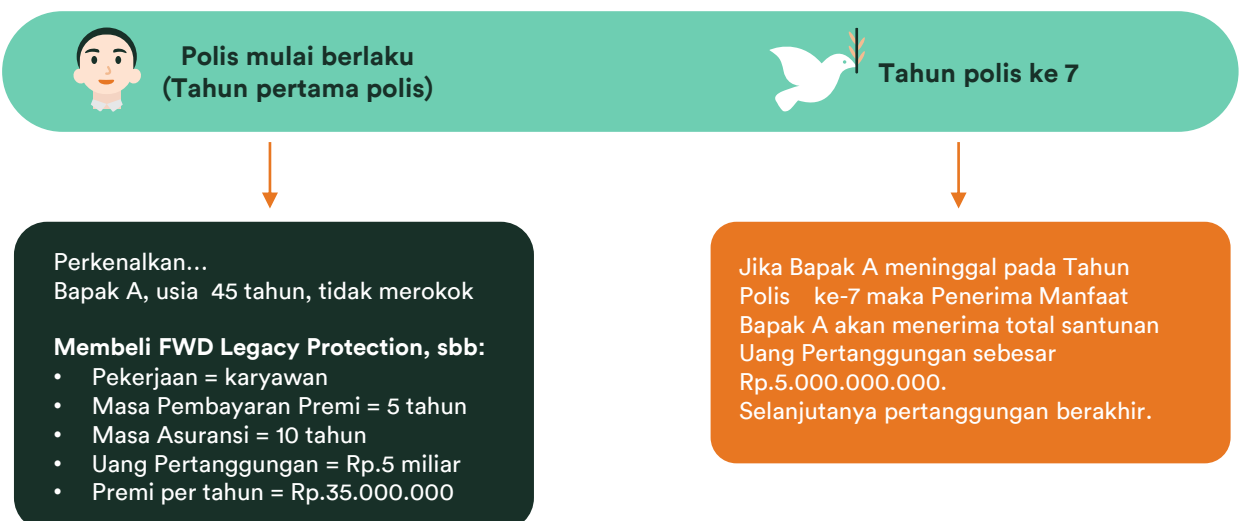 Polis mulai berlaku
(Tahun pertama polis)
Tahun polis ke 7
Perkenalkan...
Bapak A, usia  45 tahun, tidak merokok
Membeli FWD Legacy Protection, sbb:
• Pekerjaan = karyawan
• Masa Pembayaran Premi = 5 tahun
• Masa Asuransi = 10 tahun
• Uang Pertanggungan = Rp.5 miliar
• Premi per tahun = Rp.35.000.000
Jika Bapak A meninggal pada Tahun
Polis    ke-7 maka Penerima Manfaat
Bapak A akan menerima total santunan
Uang Pertanggungan sebesar
Rp.5.000.000.000.
Selanjutanya pertanggungan berakhir.